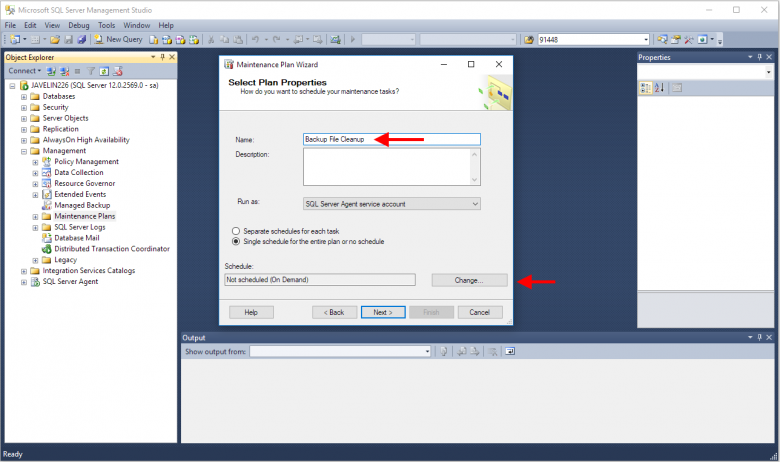 Microsoft SQL Server Management Studio
File Edit View Debug Tools Window Help
New Query 91448
Object Explorer
Connect
JAVELIN226 (SQL Server 12.0.2569.0 - sa)
Databases
Security
Server Objects
Replication
AlwaysOn High Availability
Management
Policy Management
Data Collection
Resource Governor
Extended Events
Managed Backup
Maintenance Plans
SQL Server Logs
Database Mail
Distributed Transaction Coordinator
Legacy
Integration Services Catalogs
SQL Server Agent
Maintenance Plan Wizard
Select Plan Properties
How do you want to schedule your maintenance tasks?
Name: Backup File Cleanup
Description:
Run as: SQL Server Agent service account
Separate schedules for each task
Single schedule for the entire plan or no schedule
Schedule:
Not scheduled (On Demand) Change...
Help < Back Next > Finish Cancel
Properties
Output
Show output from:
Ready